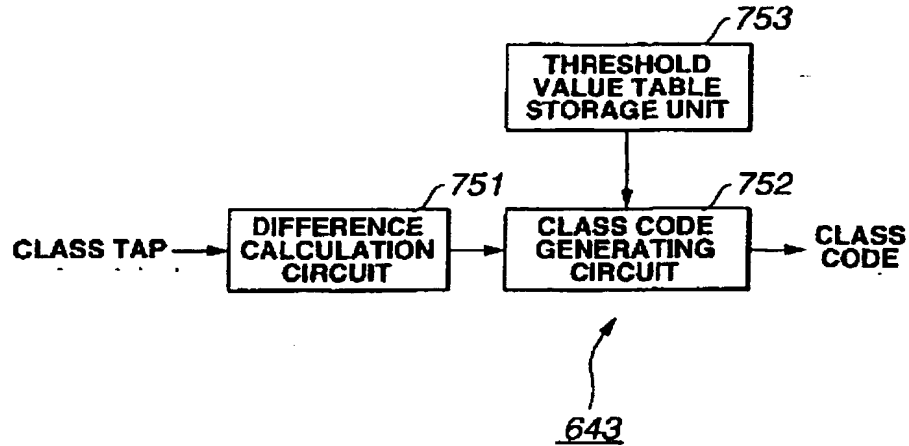 753
THRESHOLD
VALUE TABLE
STORAGE UNIT
751
752
CLASS TAP
DIFFERENCE
CALCULATION
CIRCUIT
CLASS CODE
GENERATING
CIRCUIT
CLASS
CODE
643